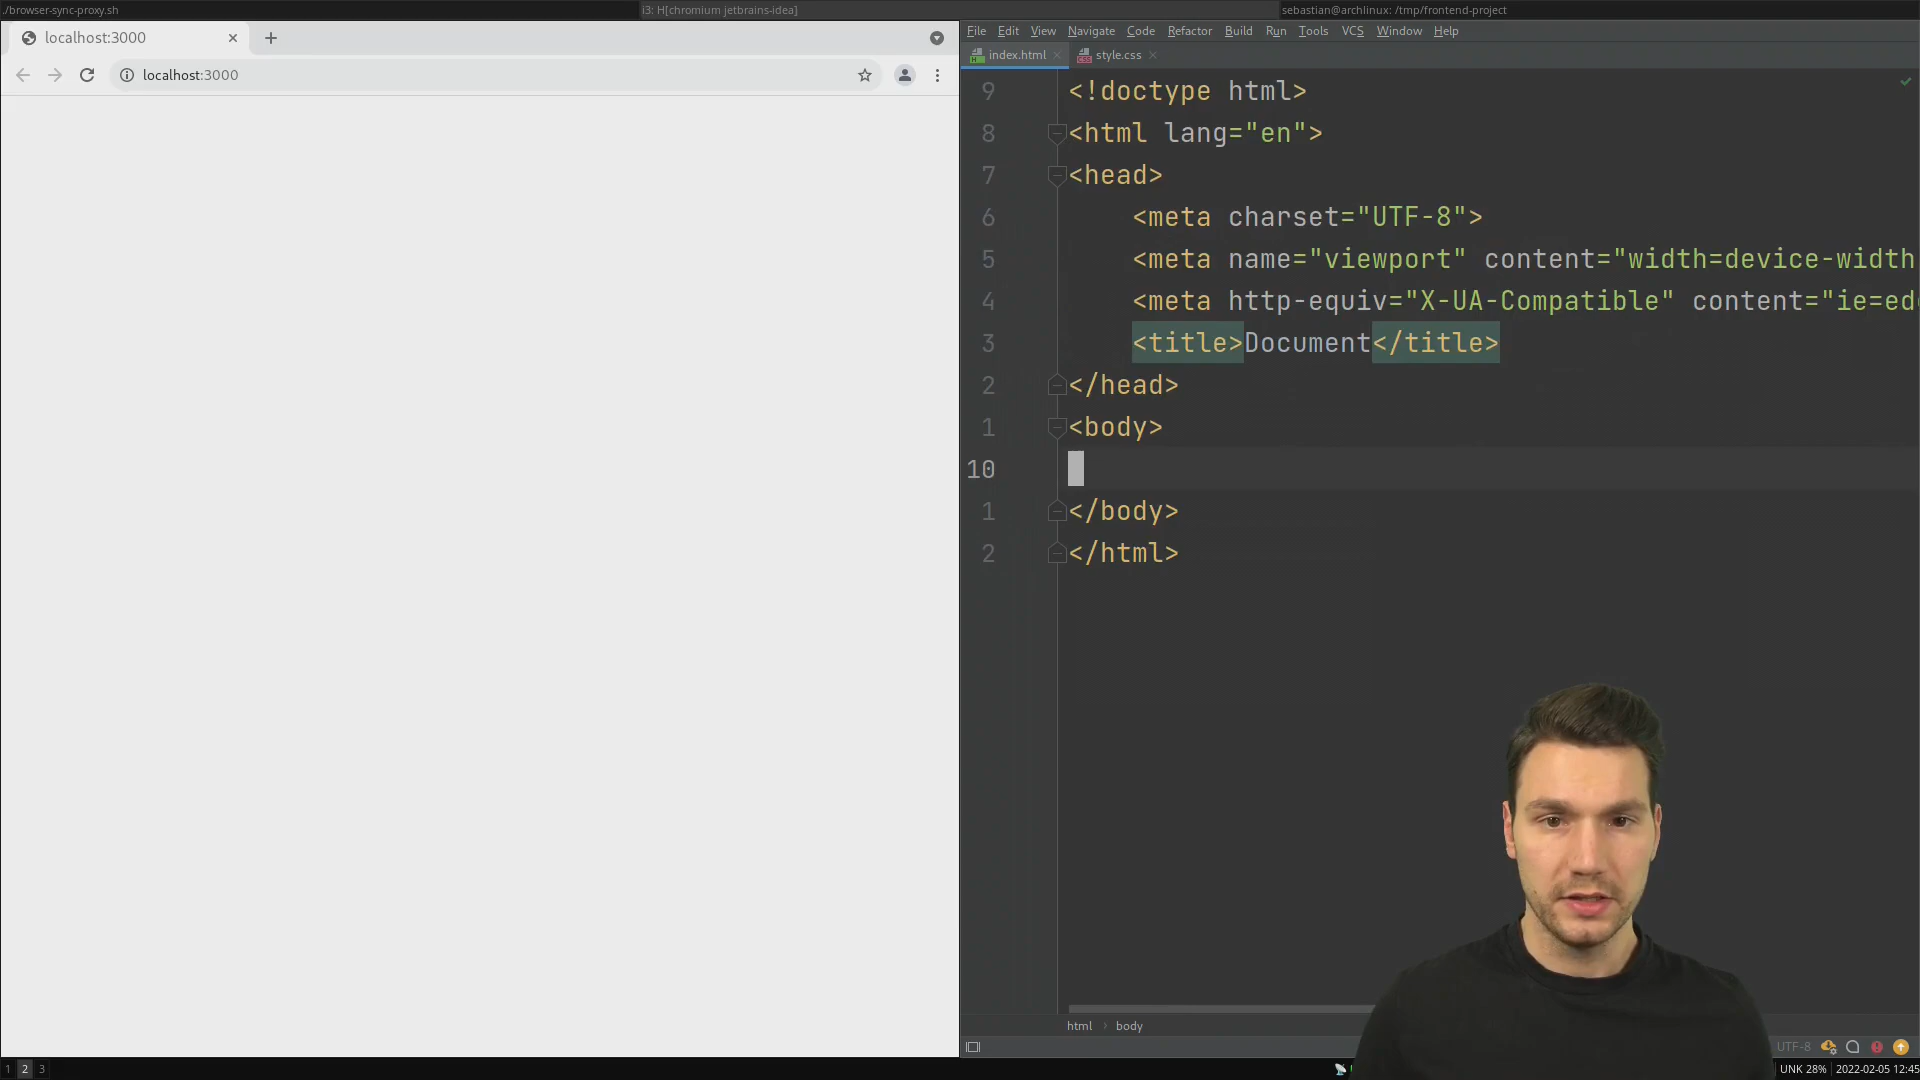 ./browser-sync-proxy.sh
i3: H[chromium jetbrains-idea]
sebastian@archlinux: /tmp/frontend-project
localhost:3000
localhost:3000
File Edit View Navigate Code Refactor Build Run Tools VCS Window Help
index.html style.css
9 <!doctype html>
8 <html lang="en">
7 <head>
6 <meta charset="UTF-8">
5 <meta name="viewport" content="width=device-width
4 <meta http-equiv="X-UA-Compatible" content="ie=ed
3 <title>Document</title>
2 </head>
1 <body>
10
1 </body>
2 </html>
html › body
UTF-8
1 2 3
UNK 28% 2022-02-05 12:45